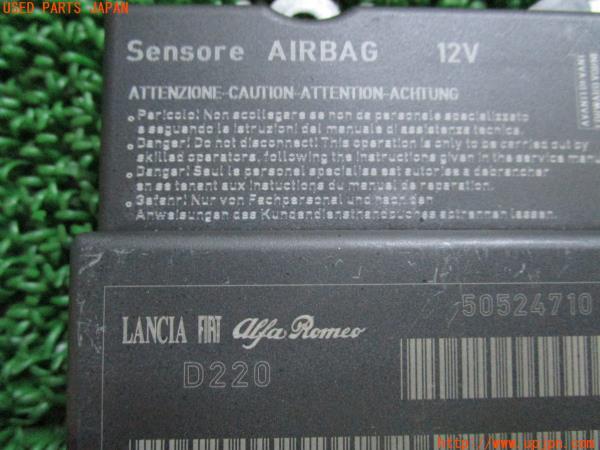 USED PARTS JAPAN
Sensore AIRBAG 12V
ATTENZIONE-CAUTION-ATTENTION-ACHTUNG
Pericolo! Non scollegare se non da personale specializzato
e seguendo le istruzioni del manuale di assistenza tecnica.
Danger! Do not disconnect! This operation is only to be carried out by
skilled operators, following the instructions given in the service manu
Danger! Seul le personel specialise est autorise a debrancher
en se tenant aux instructions du manuel de reparation.
Gefahr! Nur von Fachpersonal und nach den
Anweisungen des Kundendiensthandbuches abtrennen lassen.
AVANTI
50524710
LANCIA FIAT Alfa Romeo
D220
http://www.upjpa.com/